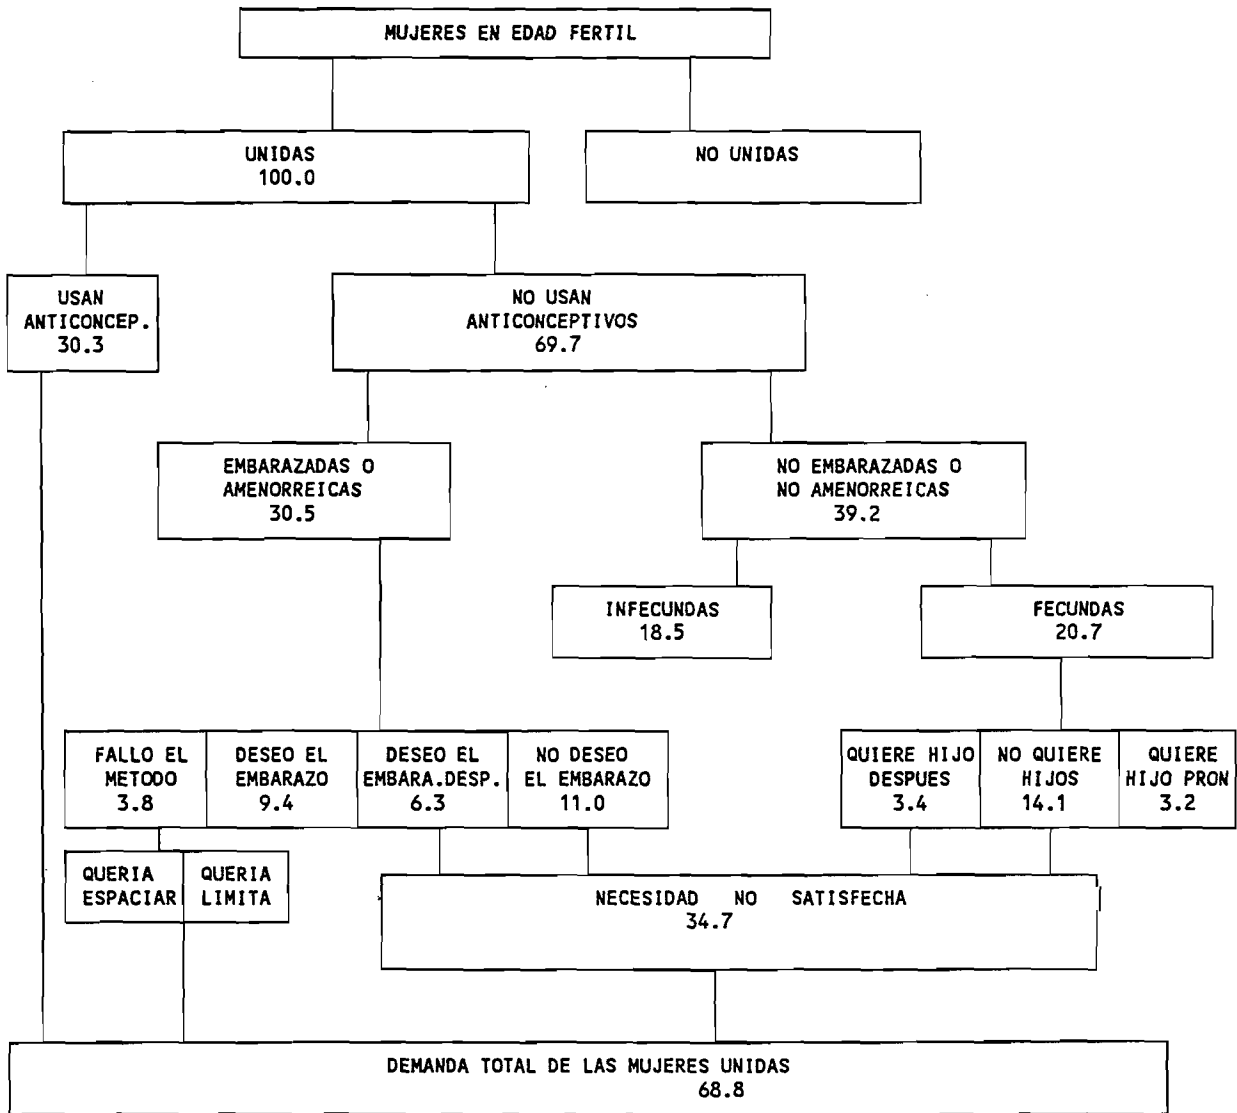 MUJERES EN EDAD FERTIL
UNIDAS
100.0
NO UNIDAS
USAN
ANTICONCEP.
30.3
NO USAN
ANTICONCEPTIVOS
69.7
EMBARAZADAS O
AMENORREICAS
30.5
NO EMBARAZADAS O
NO AMENORREICAS
39.2
INFECUNDAS
18.5
FECUNDAS
20.7
FALLO EL
METODO
3.8
DESEO EL
EMBARAZO
9.4
DESEO EL
EMBARA.DESP.
6.3
NO DESEO
EL EMBARAZO
11.0
QUIERE HIJO
DESPUES
3.4
NO QUIERE
HIJOS
14.1
QUIERE
HIJO PRON
3.2
QUERIA
ESPACIAR
QUERIA
LIMITA
NECESIDAD NO SATISFECHA
34.7
DEMANDA TOTAL DE LAS MUJERES UNIDAS
68.8